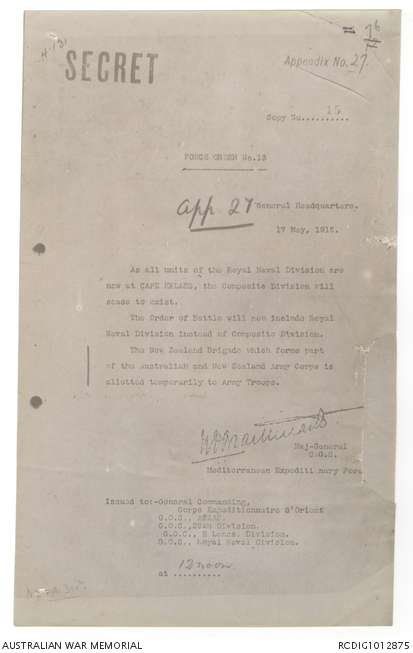 SECRET
Appendix No. 27
Copy No.....15.....
FORCE ORDER No.13
App 27
General Headquarters.
17 May, 1915.
As all units of the Royal Naval Division are
now at CAPE HELLES, the Composite Division will
cease to exist.
The Order of Battle will now include Royal
Naval Division instead of Composite Division.
The New Zealand Brigade which forms part
of the Australian and New Zealand Army Corps is
allotted temporarily to Army Troops.
Maj-General
C.G.S.
Mediterranean Expeditionary Force
Issued to:-General Commanding,
Corps Expeditionnaire d'Orient
G.O.C.,
G.O.C.,29th Division.
G.O.C., E Lancs. Division.
G.O.C., Royal Naval Division.
12 noon
at ..........
AUSTRALIAN WAR MEMORIAL
RCDIG1012875